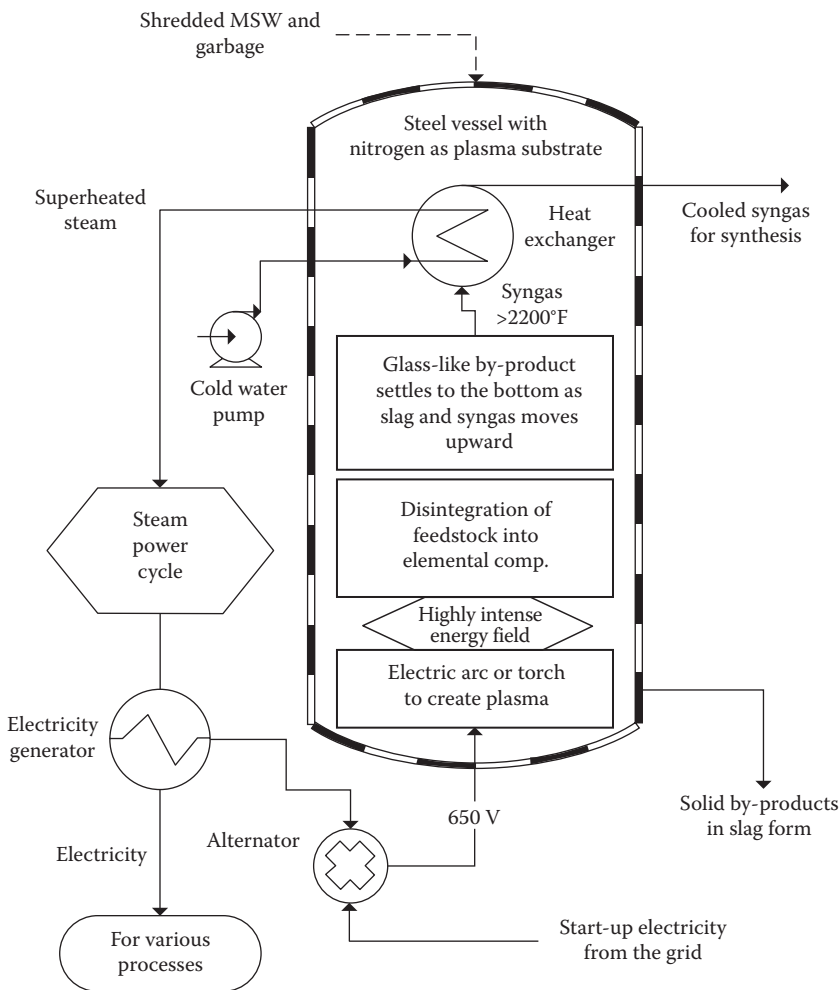 Shredded MSW and
garbage
Steel vessel with
nitrogen as plasma substrate
Superheated
steam
Heat
exchanger
Cooled syngas
for synthesis
Syngas
>2200°F
Cold water
pump
Glass-like by-product
settles to the bottom as
slag and syngas moves
upward
Steam
power
cycle
Disintegration of
feedstock into
elemental comp.
Highly intense
energy field
Electric arc or torch
to create plasma
Electricity
generator
Solid by-products
in slag form
650 V
Alternator
Electricity
Start-up electricity
from the grid
For various
processes